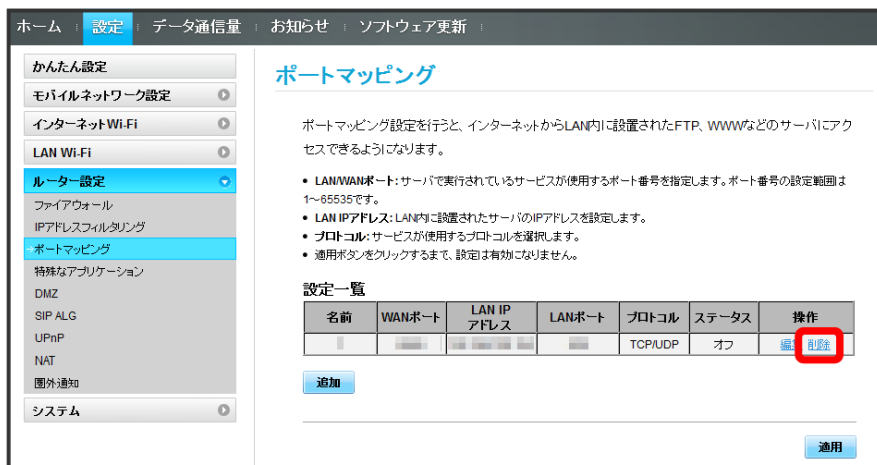 ホーム 設定 データ通信量 お知らせ ソフトウェア更新
かんたん設定
モバイルネットワーク設定
インターネットWi-Fi
LAN Wi-Fi
ルーター設定
ファイアウォール
IPアドレスフィルタリング
ポートマッピング
特殊なアプリケーション
DMZ
SIP ALG
UPnP
NAT
圏外通知
システム
ポートマッピング
ポートマッピング設定を行うと、インターネットからLAN内に設置されたFTP、WWWなどのサーバにアク
セスできるようになります。
• LAN/WANポート: サーバで実行されているサービスが使用するポート番号を指定します。ポート番号の設定範囲は
1~65535です。
• LAN IPアドレス: LAN内に設置されたサーバのIPアドレスを設定します。
• プロトコル: サービスが使用するプロトコルを選択します。
• 適用ボタンをクリックするまで、設定は有効になりません。
設定一覧
名前 WANポート LAN IP アドレス LANポート プロトコル ステータス 操作
TCP/UDP オフ 編 削除
追加
適用